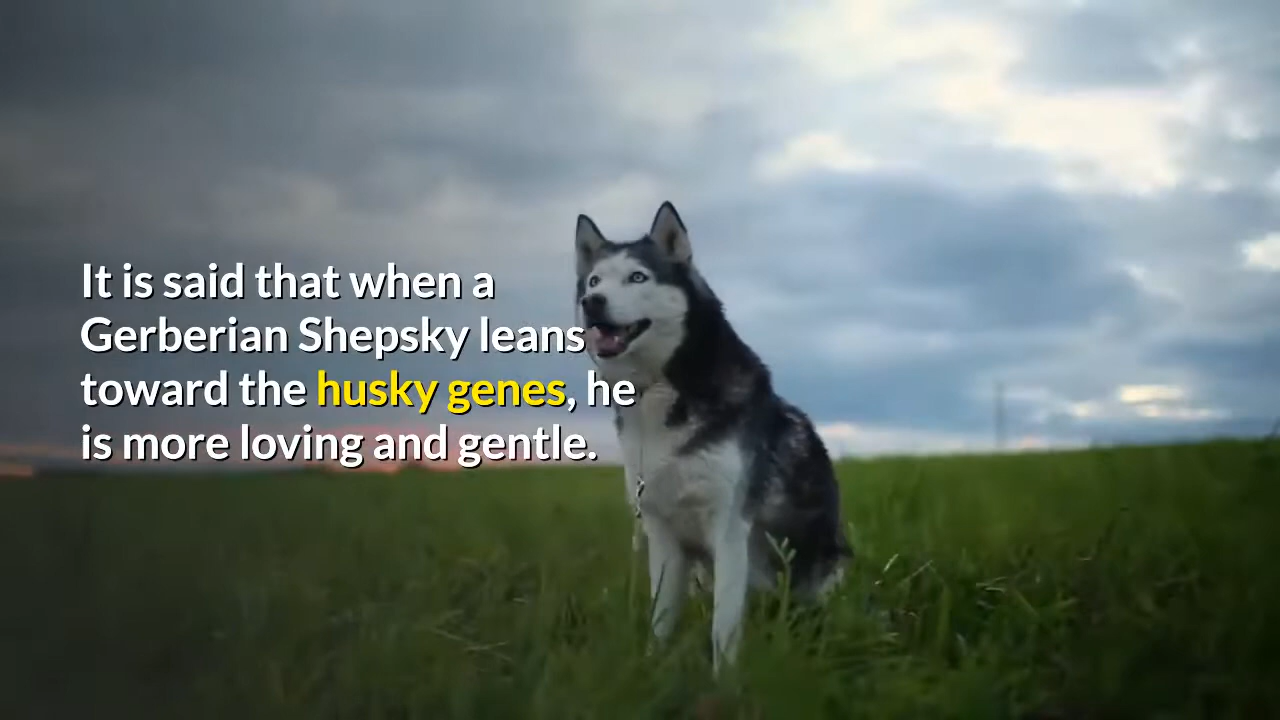 It is said that when a
Gerberian Shepsky leans
toward the husky genes, he
is more loving and gentle.